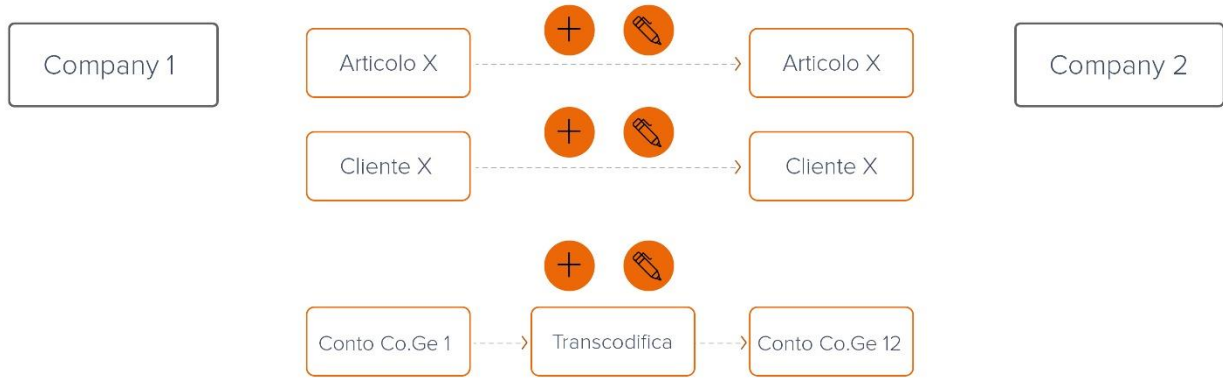 Company 1
Articolo X
Articolo X
Company 2
Cliente X
Cliente X
Conto Co.Ge 1
Transcodifica
Conto Co.Ge 12